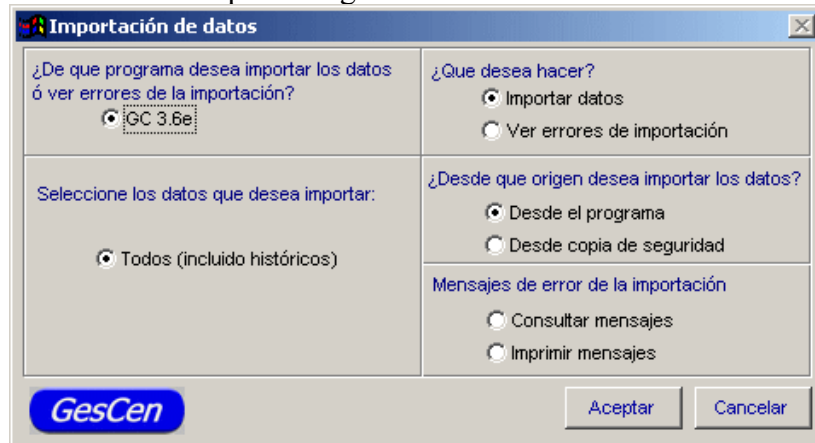 Importación de datos
¿De que programa desea importar los datos
ó ver errores de la importación?
GC 3.6e
Seleccione los datos que desea importar:
Todos (incluido históricos)
¿Que desea hacer?
Importar datos
Ver errores de importación
¿Desde que origen desea importar los datos?
Desde el programa
Desde copia de seguridad
Mensajes de error de la importación
Consultar mensajes
Imprimir mensajes
GesCen
Aceptar
Cancelar